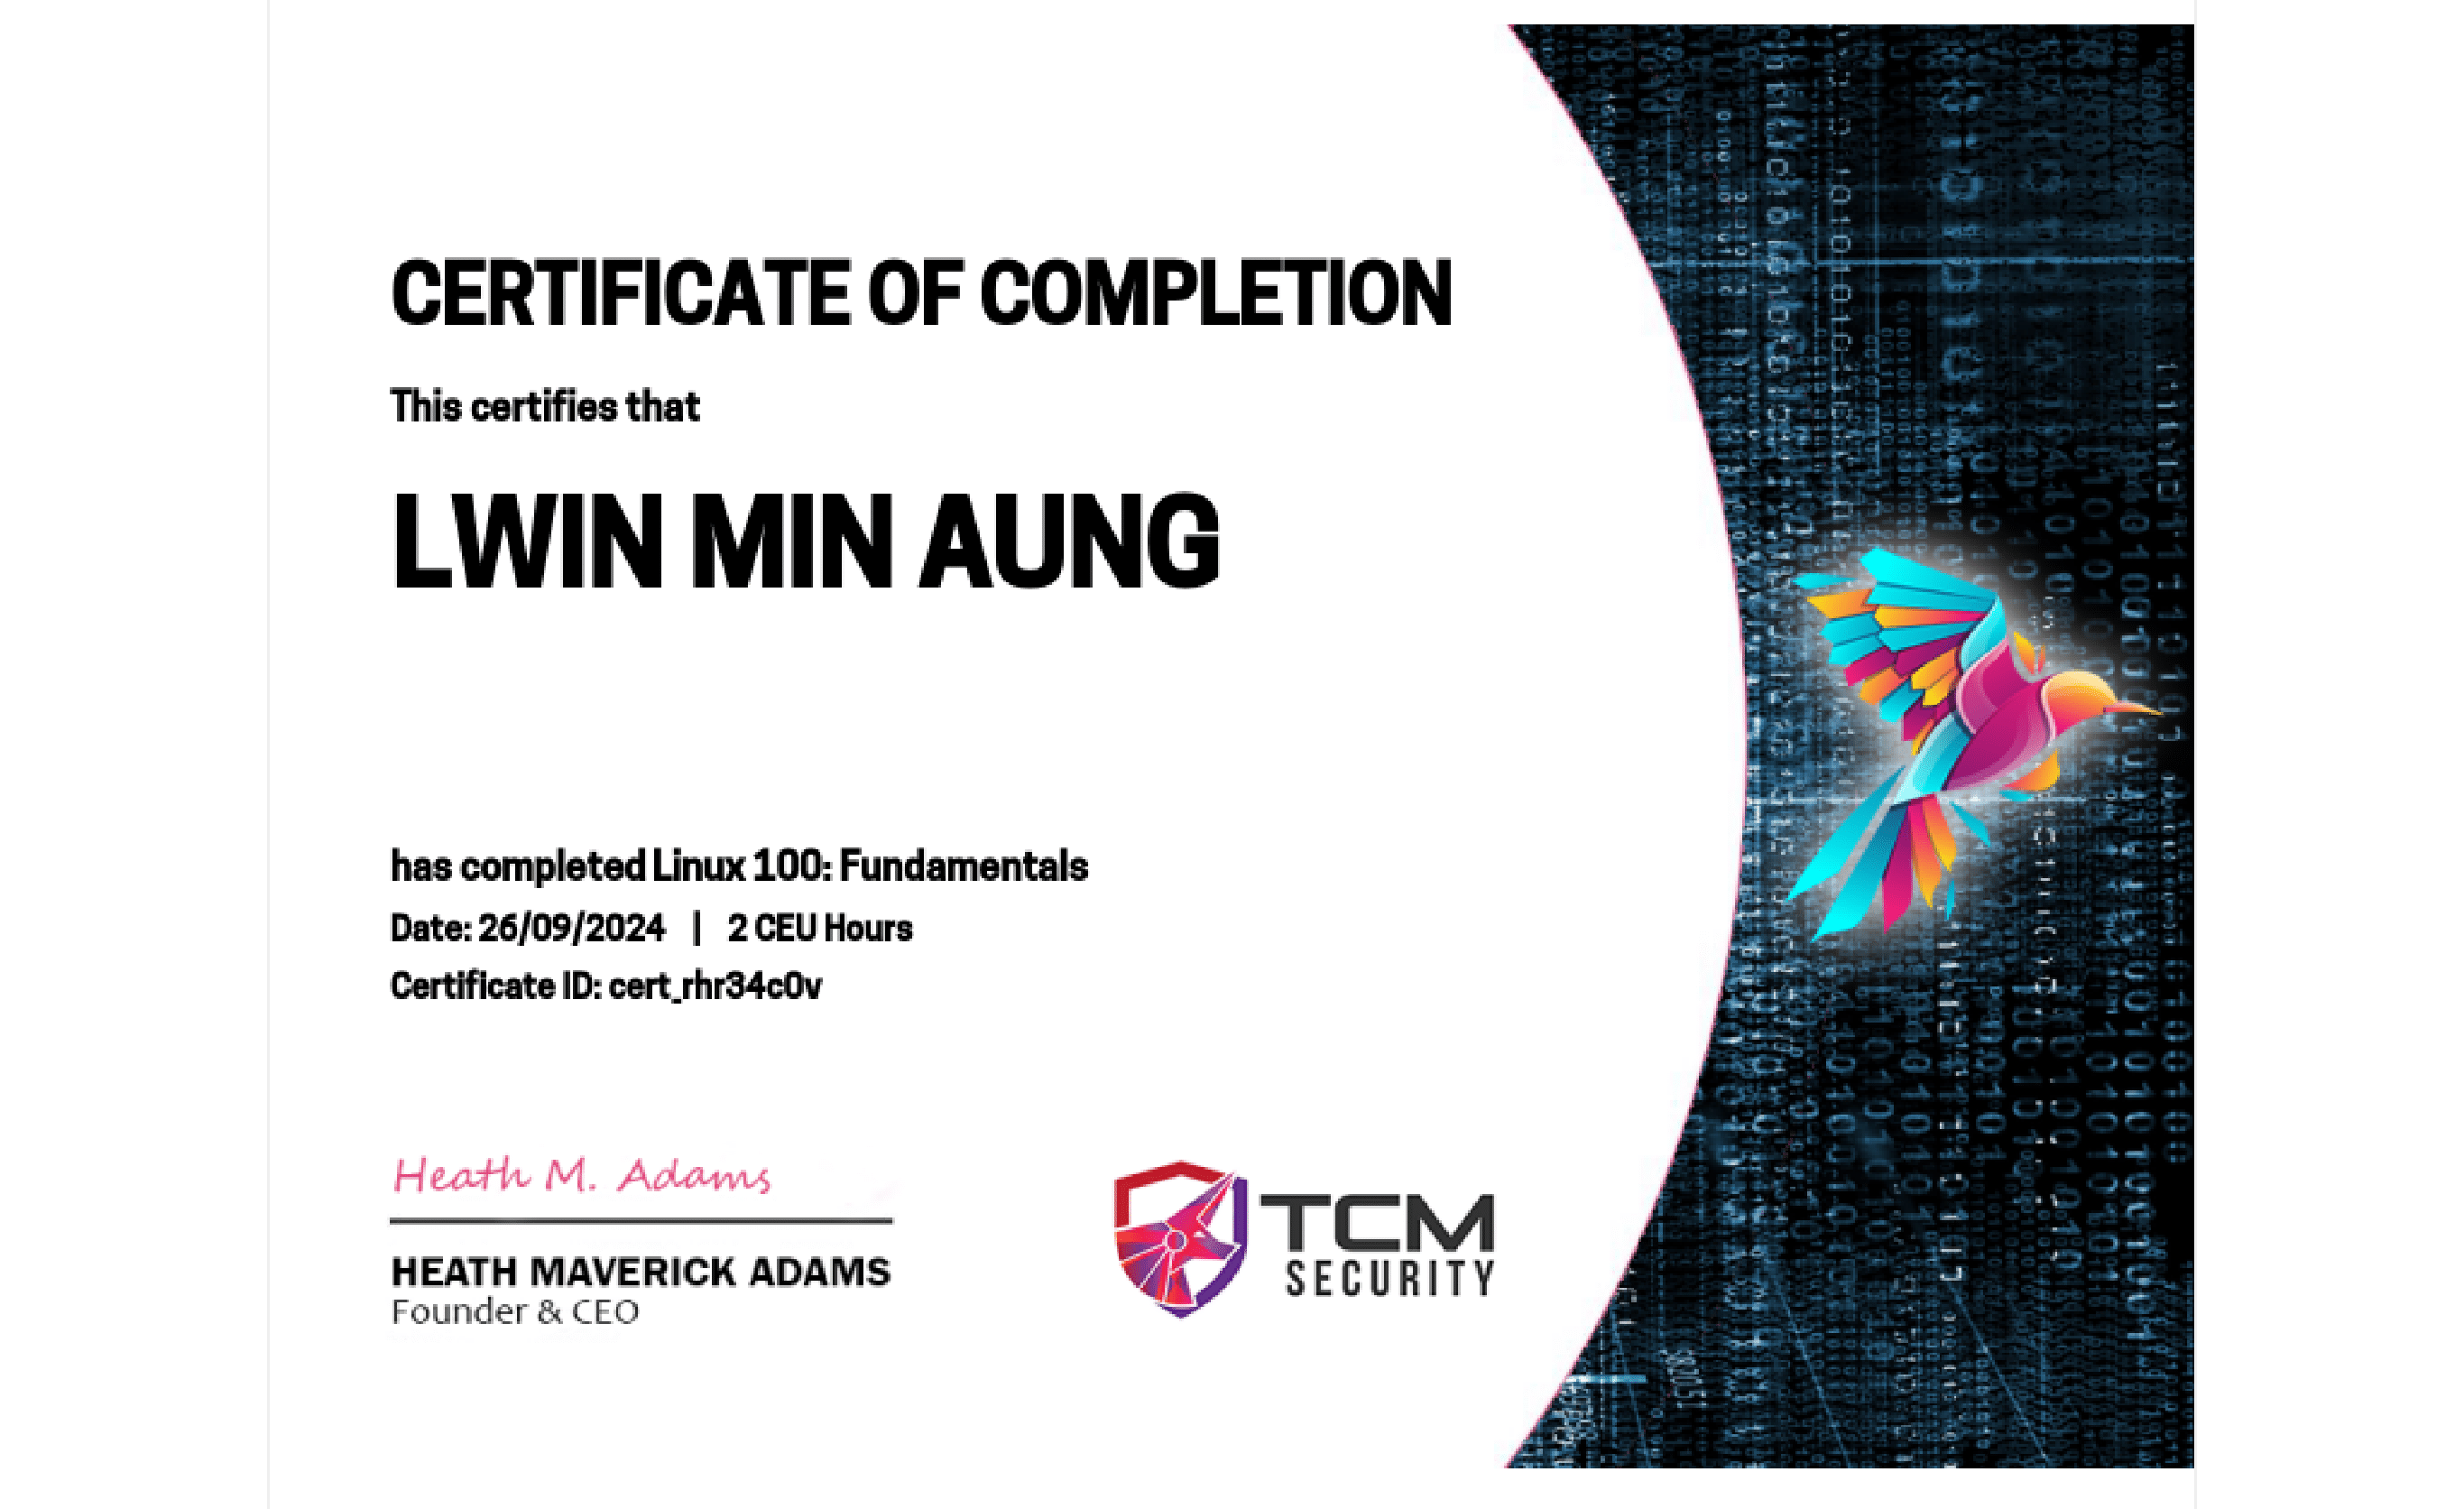 CERTIFICATE OF COMPLETION
This certifies that
LWIN MIN AUNG
has completed Linux 100: Fundamentals
Date: 26/09/2024 | 2 CEU Hours
Certificate ID: cert_rhr34c0v
Heath M. Adams
HEATH MAVERICK ADAMS
Founder & CEO
TCM
SECURITY